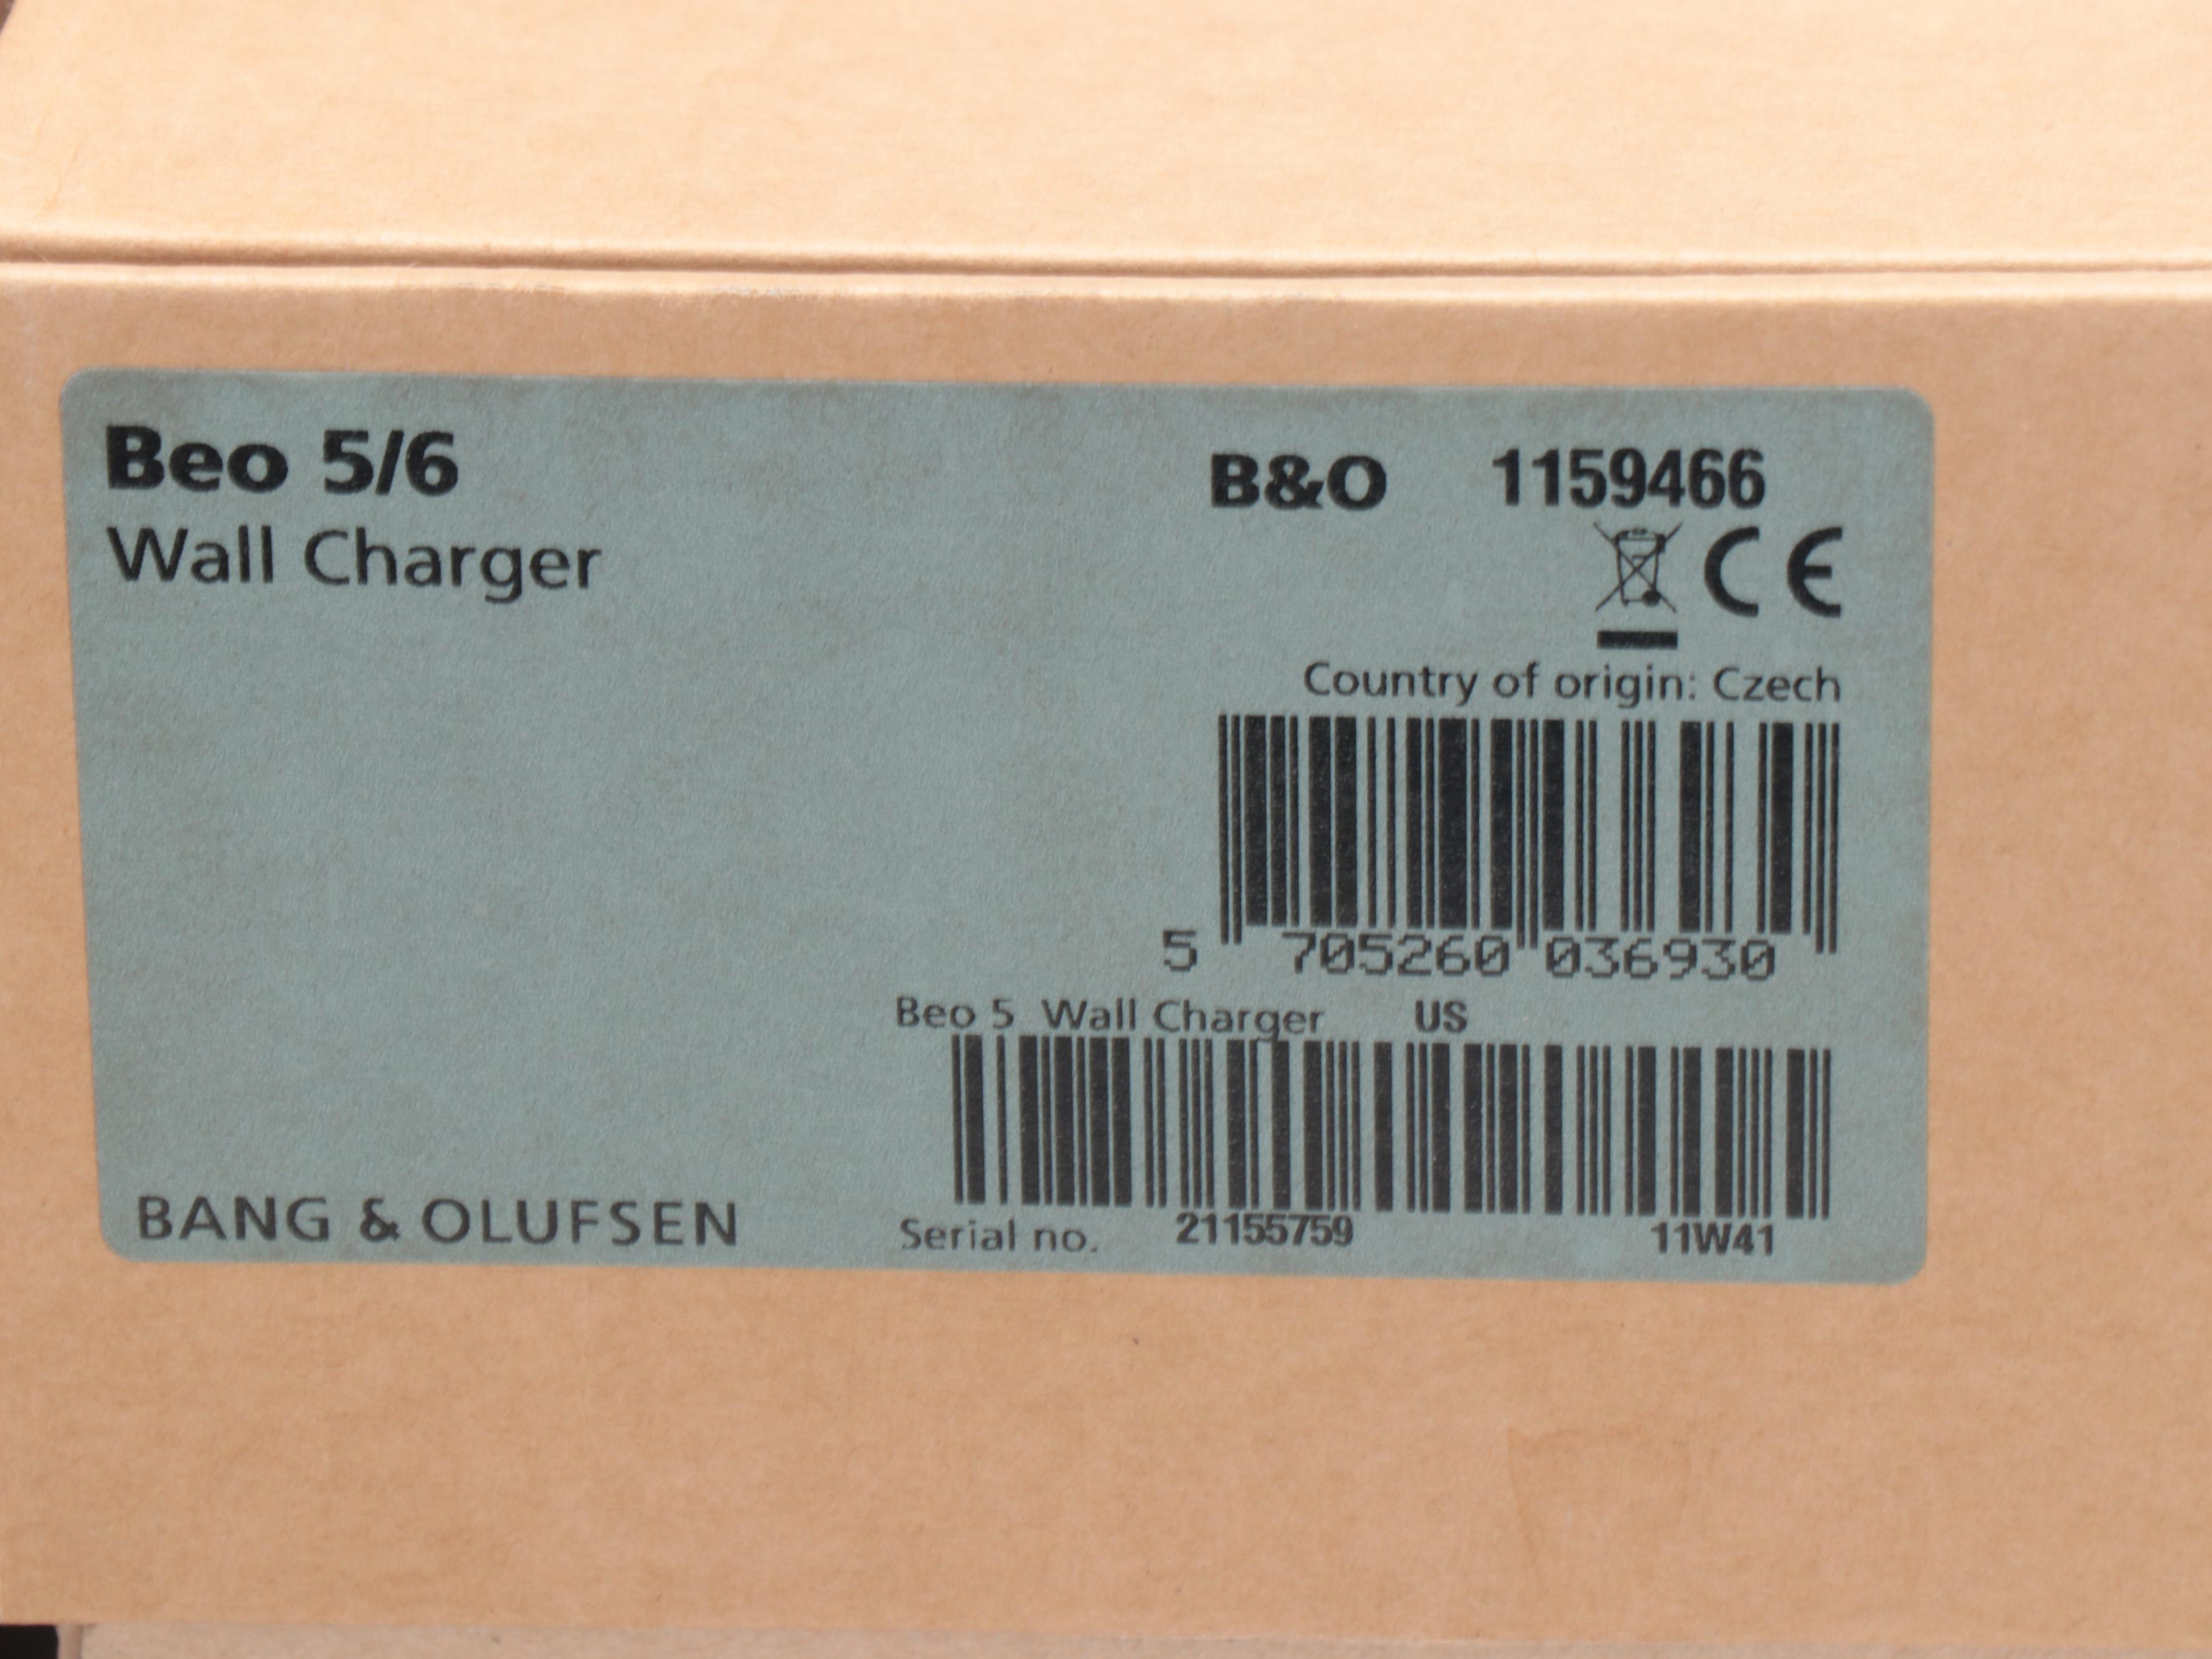 Beo 5/6
Wall Charger
B&O 1159466
CE
Country of origin: Czech
5 705260 036930
Beo 5 Wall Charger US
Serial no. 21155759 11W41
BANG & OLUFSEN